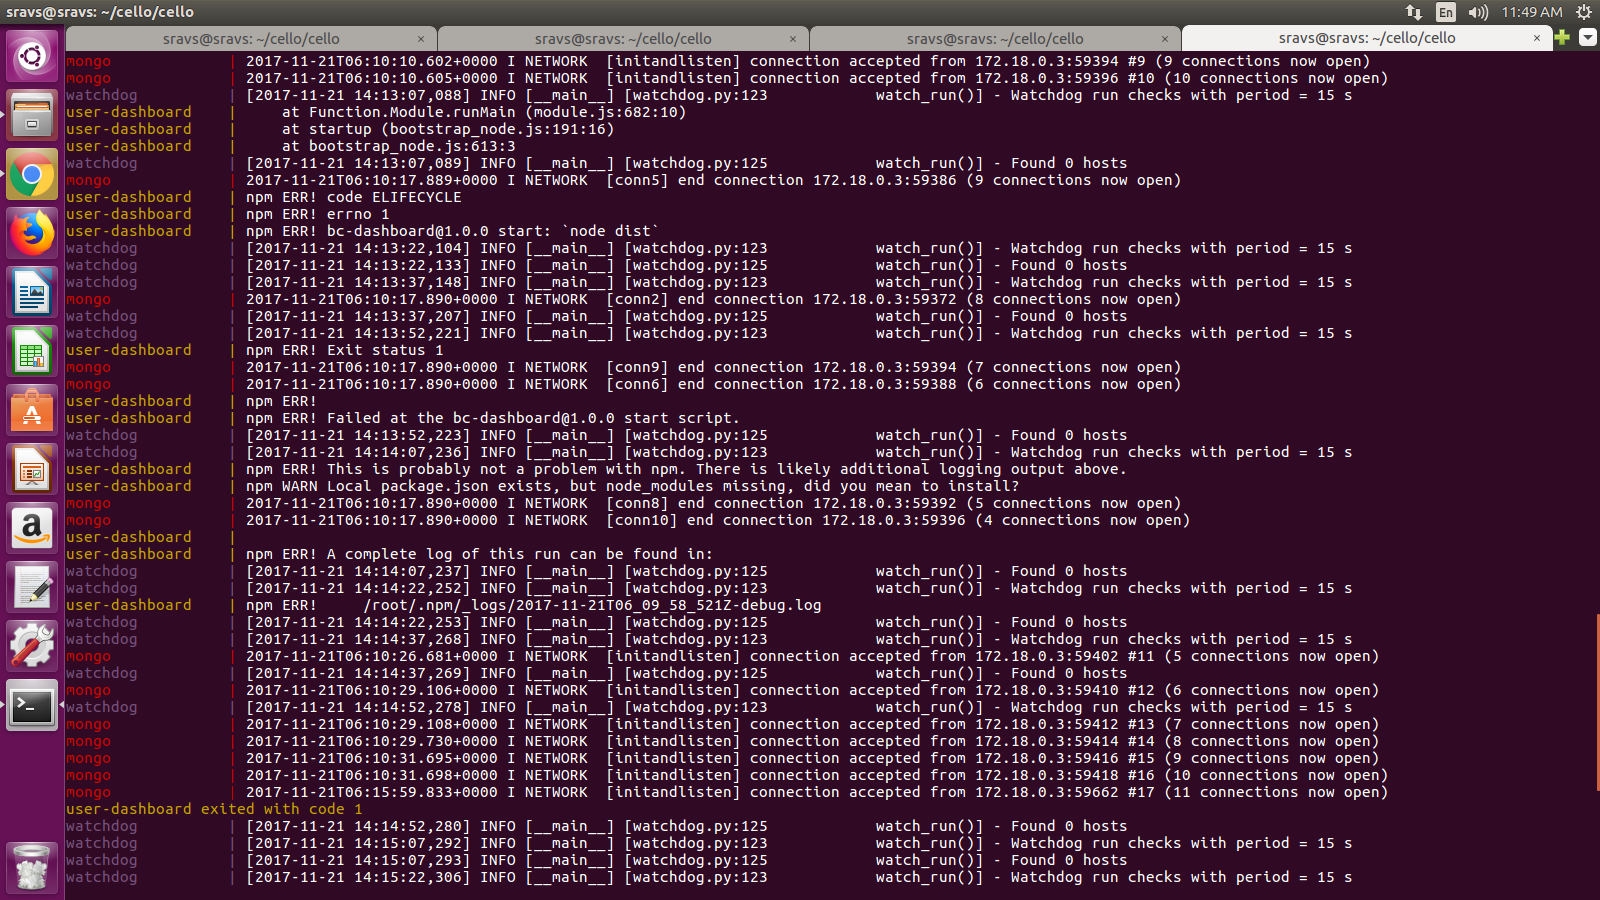 sravs@sravs: ~/cello/cello
En
11:49 AM
sravs@sravs: ~/cello/cello ×
sravs@sravs: ~/cello/cello ×
sravs@sravs: ~/cello/cello ×
sravs@sravs: ~/cello/cello ×
mongo | 2017-11-21T06:10:10.602+0000 I NETWORK [initandlisten] connection accepted from 172.18.0.3:59394 #9 (9 connections now open)
mongo | 2017-11-21T06:10:10.605+0000 I NETWORK [initandlisten] connection accepted from 172.18.0.3:59396 #10 (10 connections now open)
watchdog | [2017-11-21 14:13:07,088] INFO [__main__] [watchdog.py:123 watch_run()] - Watchdog run checks with period = 15 s
user-dashboard | at Function.Module.runMain (module.js:682:10)
user-dashboard | at startup (bootstrap_node.js:191:16)
user-dashboard | at bootstrap_node.js:613:3
watchdog | [2017-11-21 14:13:07,089] INFO [__main__] [watchdog.py:125 watch_run()] - Found 0 hosts
mongo | 2017-11-21T06:10:17.889+0000 I NETWORK [conn5] end connection 172.18.0.3:59386 (9 connections now open)
user-dashboard | npm ERR! code ELIFECYCLE
user-dashboard | npm ERR! errno 1
user-dashboard | npm ERR! bc-dashboard@1.0.0 start: `node dist`
watchdog | [2017-11-21 14:13:22,104] INFO [__main__] [watchdog.py:123 watch_run()] - Watchdog run checks with period = 15 s
watchdog | [2017-11-21 14:13:22,133] INFO [__main__] [watchdog.py:125 watch_run()] - Found 0 hosts
watchdog | [2017-11-21 14:13:37,148] INFO [__main__] [watchdog.py:123 watch_run()] - Watchdog run checks with period = 15 s
mongo | 2017-11-21T06:10:17.890+0000 I NETWORK [conn2] end connection 172.18.0.3:59372 (8 connections now open)
watchdog | [2017-11-21 14:13:37,207] INFO [__main__] [watchdog.py:125 watch_run()] - Found 0 hosts
watchdog | [2017-11-21 14:13:52,221] INFO [__main__] [watchdog.py:123 watch_run()] - Watchdog run checks with period = 15 s
user-dashboard | npm ERR! Exit status 1
mongo | 2017-11-21T06:10:17.890+0000 I NETWORK [conn9] end connection 172.18.0.3:59394 (7 connections now open)
mongo | 2017-11-21T06:10:17.890+0000 I NETWORK [conn6] end connection 172.18.0.3:59388 (6 connections now open)
user-dashboard | npm ERR!
user-dashboard | npm ERR! Failed at the bc-dashboard@1.0.0 start script.
watchdog | [2017-11-21 14:13:52,223] INFO [__main__] [watchdog.py:125 watch_run()] - Found 0 hosts
watchdog | [2017-11-21 14:14:07,236] INFO [__main__] [watchdog.py:123 watch_run()] - Watchdog run checks with period = 15 s
user-dashboard | npm ERR! This is probably not a problem with npm. There is likely additional logging output above.
user-dashboard | npm WARN Local package.json exists, but node_modules missing, did you mean to install?
mongo | 2017-11-21T06:10:17.890+0000 I NETWORK [conn8] end connection 172.18.0.3:59392 (5 connections now open)
mongo | 2017-11-21T06:10:17.890+0000 I NETWORK [conn10] end connection 172.18.0.3:59396 (4 connections now open)
user-dashboard |
user-dashboard | npm ERR! A complete log of this run can be found in:
watchdog | [2017-11-21 14:14:07,237] INFO [__main__] [watchdog.py:125 watch_run()] - Found 0 hosts
watchdog | [2017-11-21 14:14:22,252] INFO [__main__] [watchdog.py:123 watch_run()] - Watchdog run checks with period = 15 s
user-dashboard | npm ERR! /root/.npm/_logs/2017-11-21T06_09_58_521Z-debug.log
watchdog | [2017-11-21 14:14:22,253] INFO [__main__] [watchdog.py:125 watch_run()] - Found 0 hosts
watchdog | [2017-11-21 14:14:37,268] INFO [__main__] [watchdog.py:123 watch_run()] - Watchdog run checks with period = 15 s
mongo | 2017-11-21T06:10:26.681+0000 I NETWORK [initandlisten] connection accepted from 172.18.0.3:59402 #11 (5 connections now open)
watchdog | [2017-11-21 14:14:37,269] INFO [__main__] [watchdog.py:125 watch_run()] - Found 0 hosts
mongo | 2017-11-21T06:10:29.106+0000 I NETWORK [initandlisten] connection accepted from 172.18.0.3:59410 #12 (6 connections now open)
watchdog | [2017-11-21 14:14:52,278] INFO [__main__] [watchdog.py:123 watch_run()] - Watchdog run checks with period = 15 s
mongo | 2017-11-21T06:10:29.108+0000 I NETWORK [initandlisten] connection accepted from 172.18.0.3:59412 #13 (7 connections now open)
mongo | 2017-11-21T06:10:29.730+0000 I NETWORK [initandlisten] connection accepted from 172.18.0.3:59414 #14 (8 connections now open)
mongo | 2017-11-21T06:10:31.695+0000 I NETWORK [initandlisten] connection accepted from 172.18.0.3:59416 #15 (9 connections now open)
mongo | 2017-11-21T06:10:31.698+0000 I NETWORK [initandlisten] connection accepted from 172.18.0.3:59418 #16 (10 connections now open)
mongo | 2017-11-21T06:15:59.833+0000 I NETWORK [initandlisten] connection accepted from 172.18.0.3:59662 #17 (11 connections now open)
user-dashboard exited with code 1
watchdog | [2017-11-21 14:14:52,280] INFO [__main__] [watchdog.py:125 watch_run()] - Found 0 hosts
watchdog | [2017-11-21 14:15:07,292] INFO [__main__] [watchdog.py:123 watch_run()] - Watchdog run checks with period = 15 s
watchdog | [2017-11-21 14:15:07,293] INFO [__main__] [watchdog.py:125 watch_run()] - Found 0 hosts
watchdog | [2017-11-21 14:15:22,306] INFO [__main__] [watchdog.py:123 watch_run()] - Watchdog run checks with period = 15 s